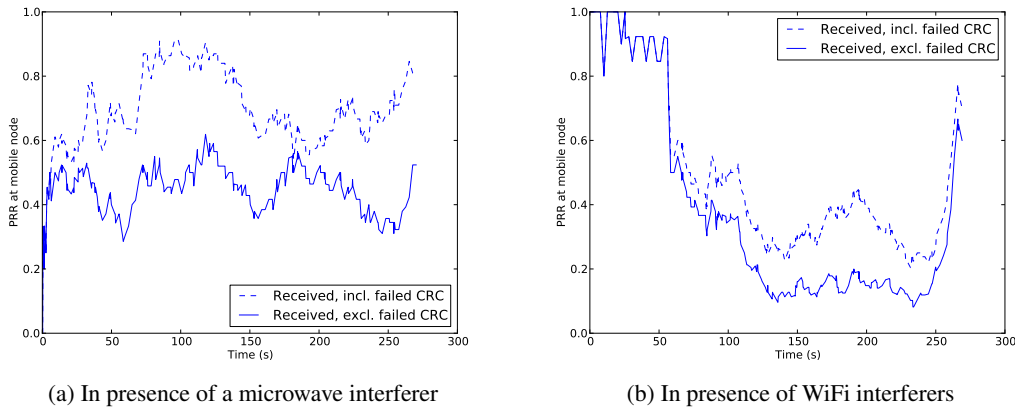 1.0
0.8
0.6
0.4
0.2
0.0
PRR at mobile node
0 50 100 150 200 250 300
Time (s)
Received, incl. failed CRC
Received, excl. failed CRC
(a) In presence of a microwave interferer
1.0
0.8
0.6
0.4
0.2
0.0
PRR at mobile node
0 50 100 150 200 250 300
Time (s)
Received, incl. failed CRC
Received, excl. failed CRC
(b) In presence of WiFi interferers